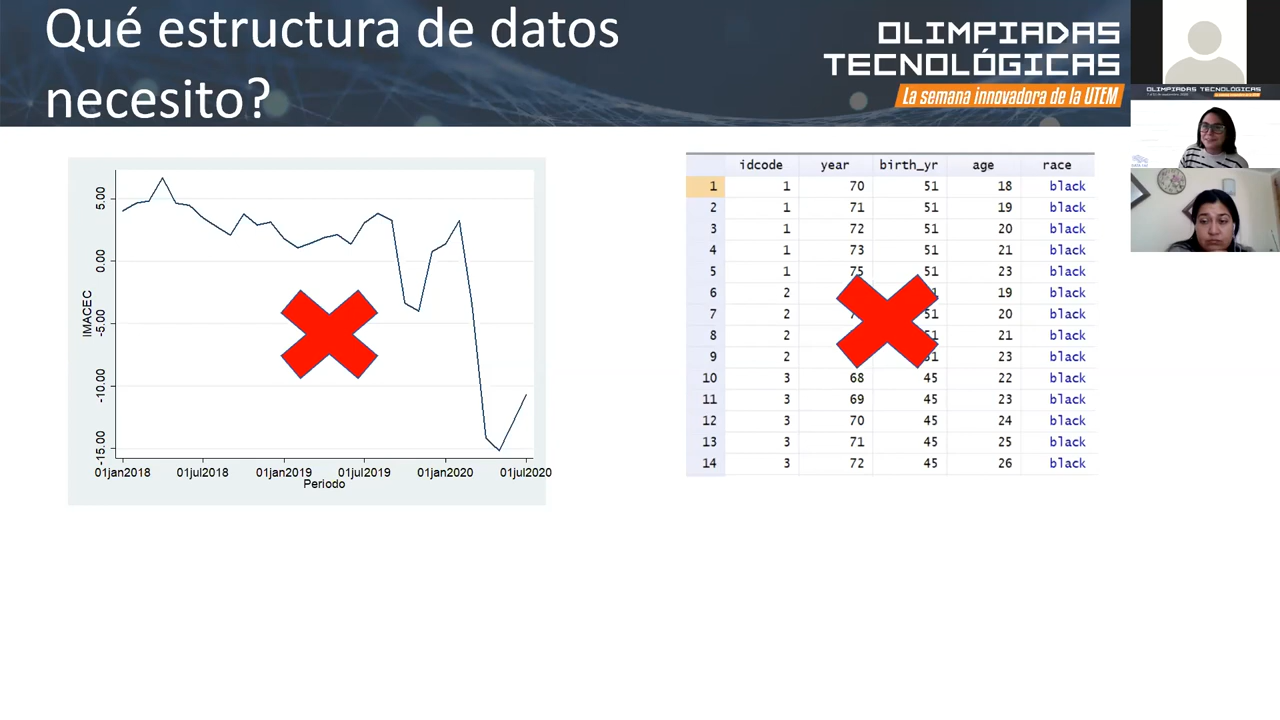 Qué estructura de datos
necesito?
OLIMPIADAS
TECNOLÓGICAS
La semana innovadora de la UTEM
OLIMPIADAS TECNOLÓGICAS
5.00
0.00
-5.00
-10.00
-15.00
IMACEC
01jan2018 01jul2018 01jan2019 01jul2019 01jan2020 01jul2020
Periodo
idcode year birth_yr age race
1 1 70 51 18 black
2 1 71 51 19 black
3 1 72 51 20 black
4 1 73 51 21 black
5 1 75 51 23 black
6 2 19 black
7 2 51 20 black
8 2 51 21 black
9 2 23 black
10 3 68 45 22 black
11 3 69 45 23 black
12 3 70 45 24 black
13 3 71 45 25 black
14 3 72 45 26 black